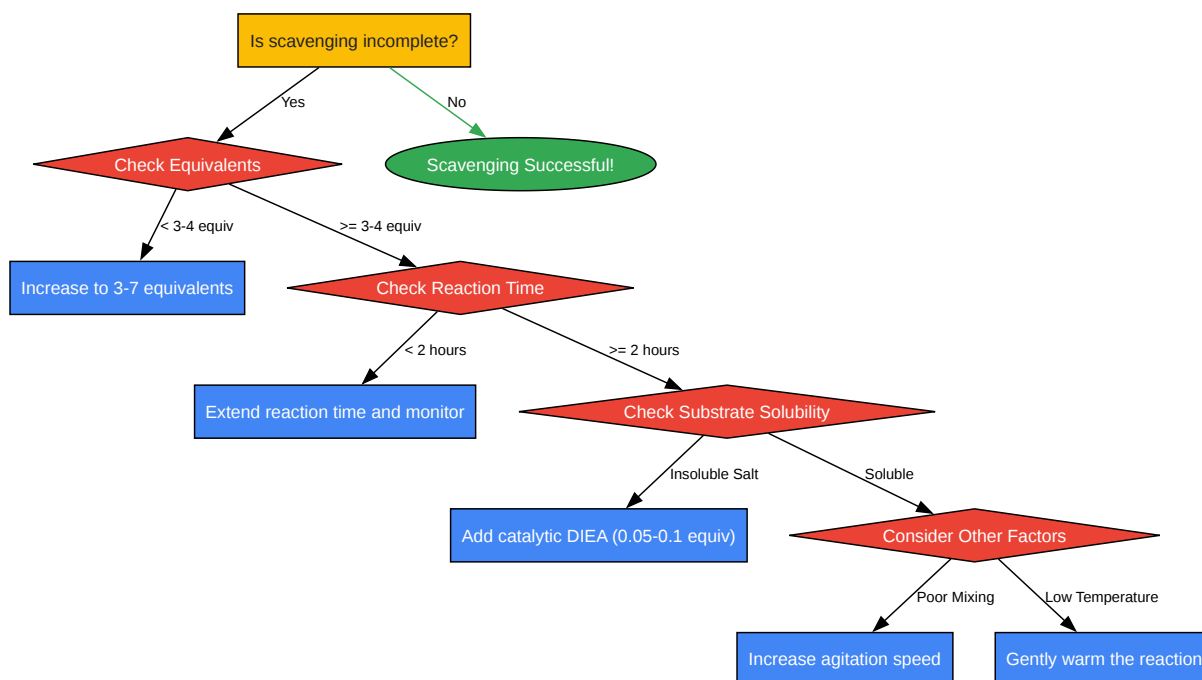 Is scavenging incomplete?
Yes
No
Check Equivalents
Scavenging Successful!
< 3-4 equiv
>= 3-4 equiv
Increase to 3-7 equivalents
Check Reaction Time
< 2 hours
>= 2 hours
Extend reaction time and monitor
Check Substrate Solubility
Insoluble Salt
Soluble
Add catalytic DIEA (0.05-0.1 equiv)
Consider Other Factors
Poor Mixing
Low Temperature
Increase agitation speed
Gently warm the reaction